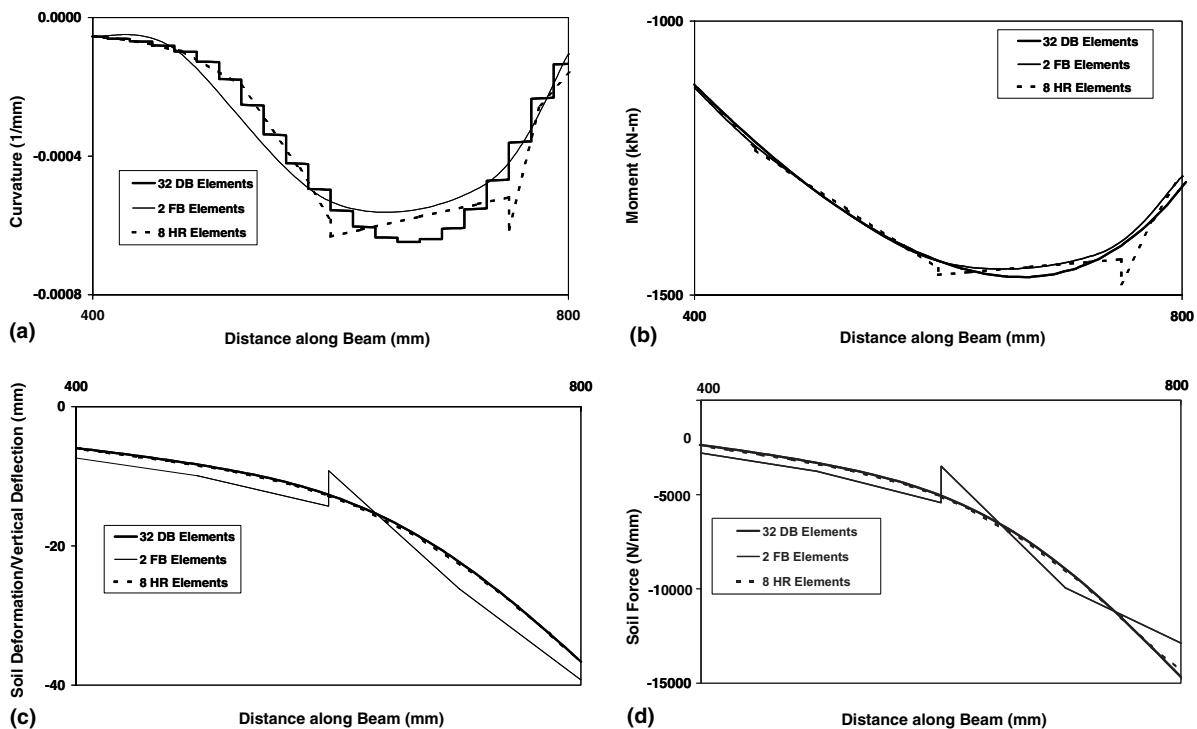 0.0000
-0.0004
-0.0008
Curvature (1/mm)
32 DB Elements
2 FB Elements
8 HR Elements
400
800
(a)
Distance along Beam (mm)
-1000
-1500
Moment (kN-m)
32 DB Elements
2 FB Elements
8 HR Elements
400
800
(b)
Distance along Beam (mm)
400
800
0
-20
-40
Soil Deformation/Vertical Deflection (mm)
32 DB Elements
2 FB Elements
8 HR Elements
(c)
Distance along Beam (mm)
400
800
0
-5000
-10000
-15000
Soil Force (N/mm)
32 DB Elements
2 FB Elements
8 HR Elements
(d)
Distance along Beam (mm)